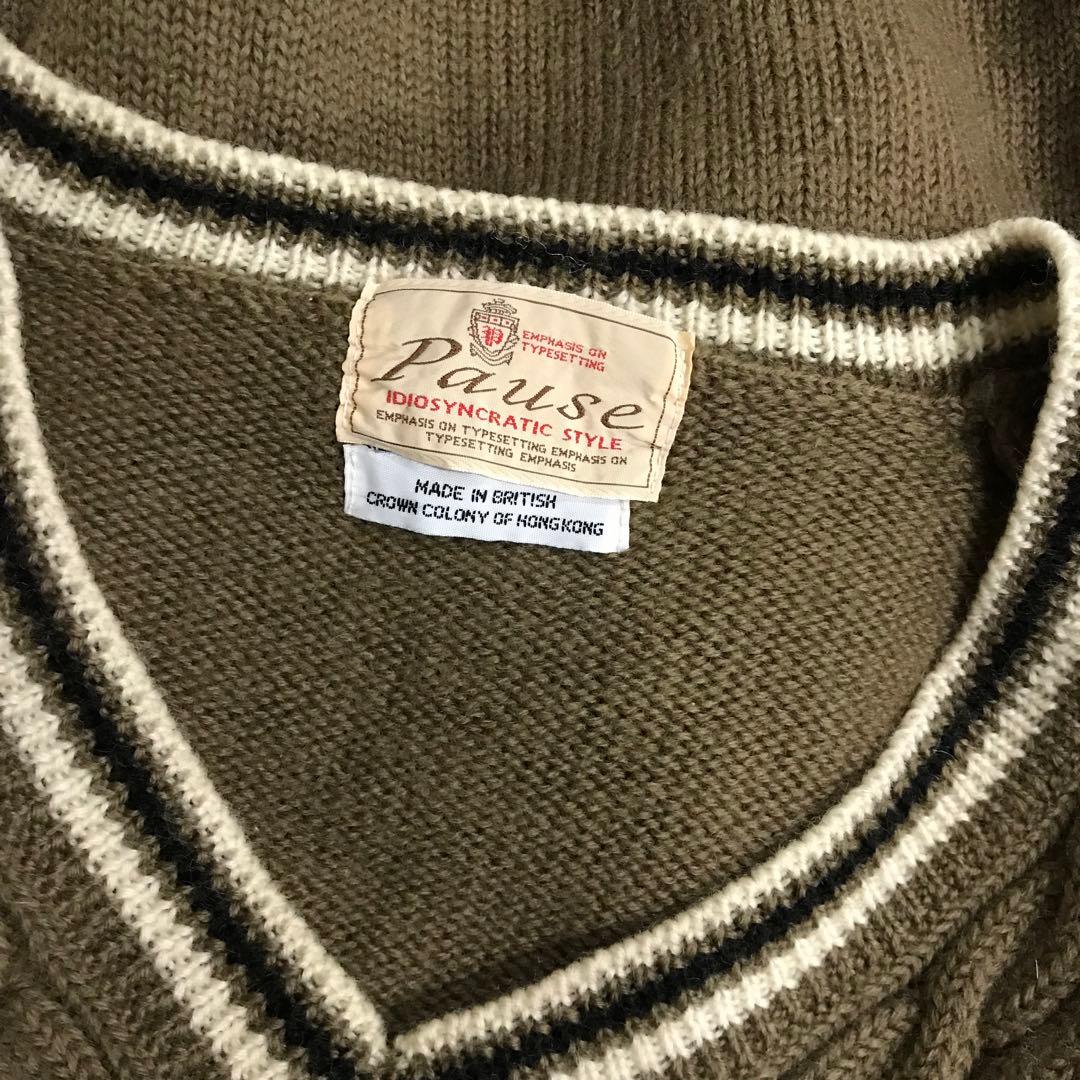 P
EMPHASIS ON
TYPESETTING
Pause
IDIOSYNCRATIC STYLE
EMPHASIS ON TYPESETTING EMPHASIS ON
TYPESETTING EMPHASIS
MADE IN BRITISH
CROWN COLONY OF HONGKONG